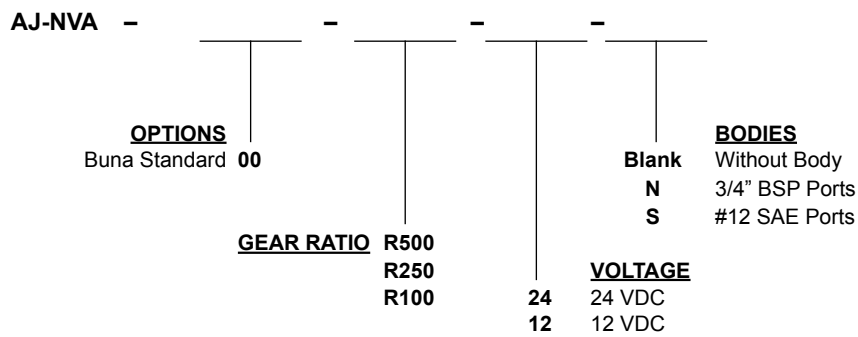 AJ-NVA – – – –
OPTIONS
Buna Standard 00
GEAR RATIO R500
R250
R100
VOLTAGE
24 24 VDC
12 12 VDC
BODIES
Blank Without Body
N 3/4” BSP Ports
S #12 SAE Ports